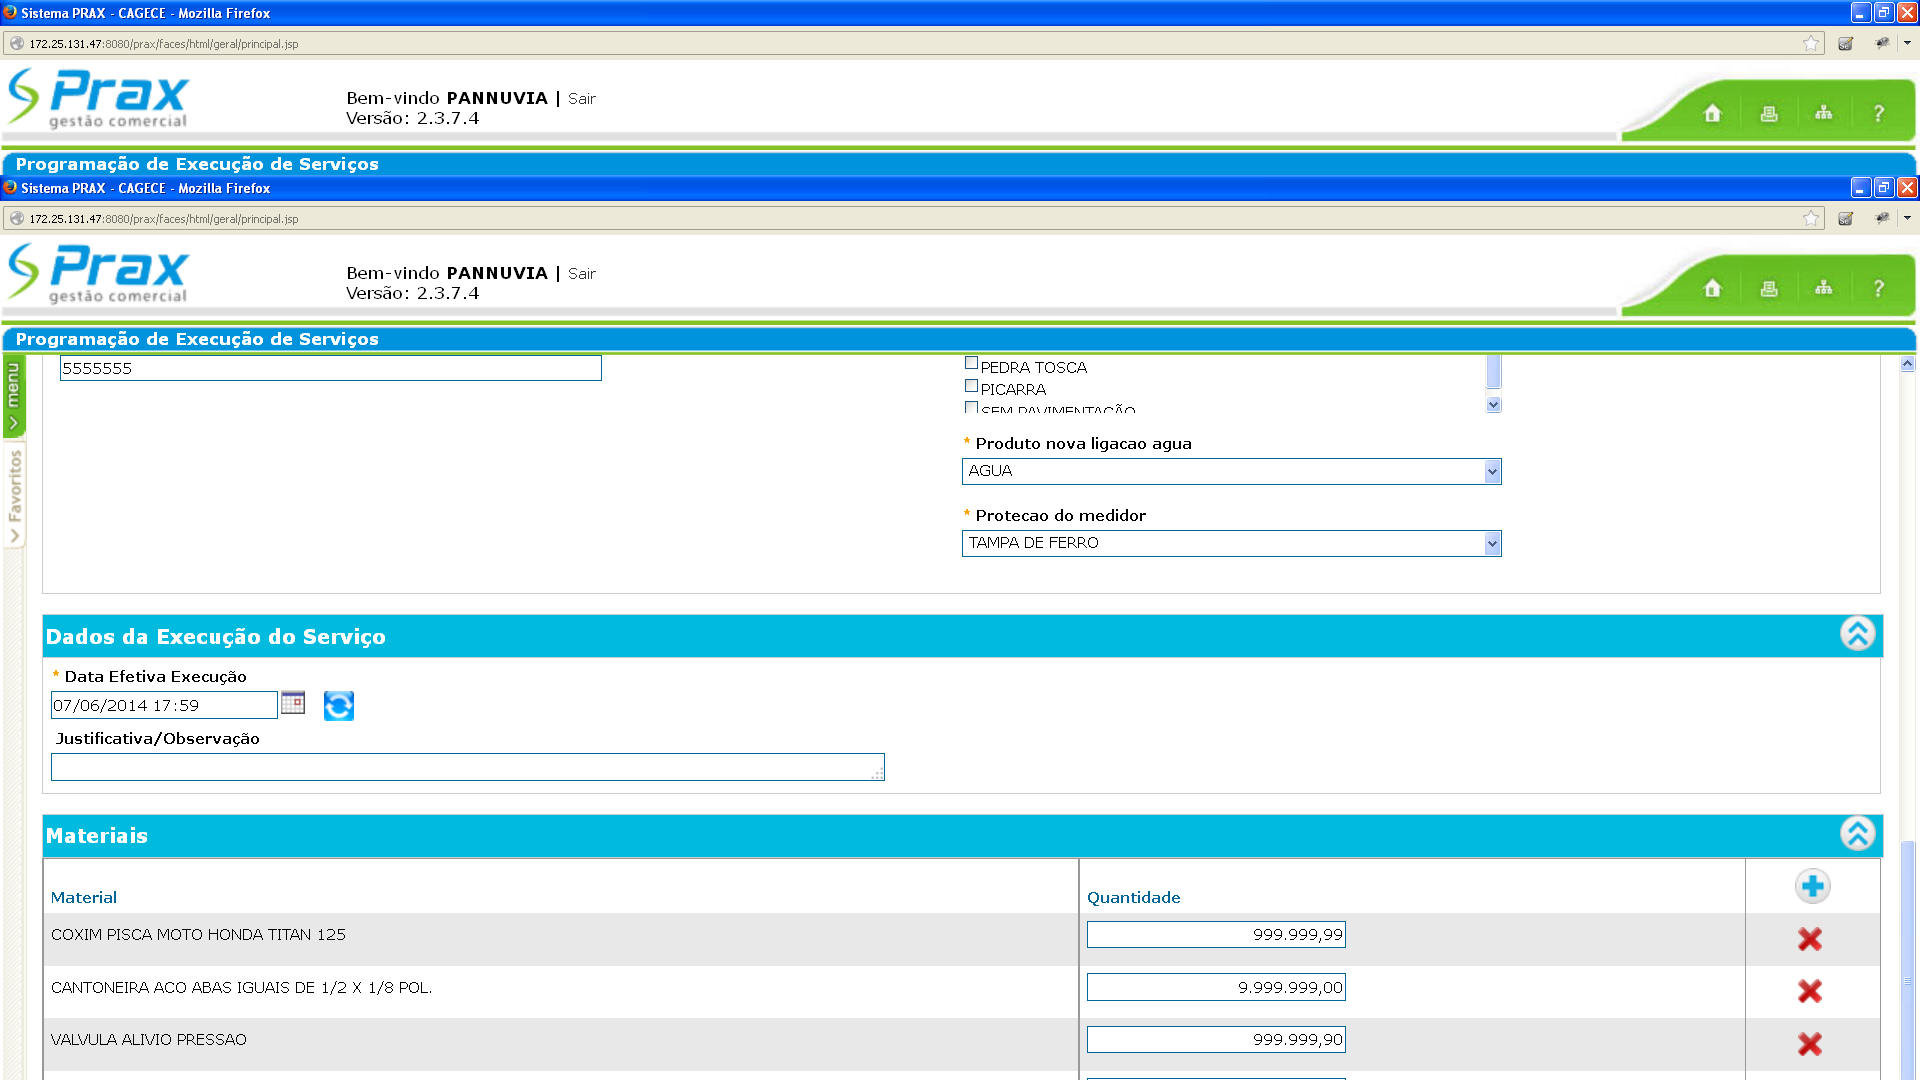 Sistema PRAX - CAGECE - Mozilla Firefox
172.25.131.47:8080/prax/faces/html/geral/principal.jsp
Prax
gestão comercial
Bem-vindo PANNUVIA | Sair
Versão: 2.3.7.4
?
Programação de Execução de Serviços
Sistema PRAX - CAGECE - Mozilla Firefox
172.25.131.47:8080/prax/faces/html/geral/principal.jsp
Prax
gestão comercial
Bem-vindo PANNUVIA | Sair
Versão: 2.3.7.4
?
Programação de Execução de Serviços
menu
Favoritos
5555555
PEDRA TOSCA
PICARRA
SEM PAVIMENTAÇÃO
* Produto nova ligacao agua
AGUA
* Protecao do medidor
TAMPA DE FERRO
Dados da Execução do Serviço
* Data Efetiva Execução
07/06/2014 17:59
Justificativa/Observação
Materiais
Material Quantidade
COXIM PISCA MOTO HONDA TITAN 125 999.999,99
CANTONEIRA ACO ABAS IGUAIS DE 1/2 X 1/8 POL. 9.999.999,00
VALVULA ALIVIO PRESSAO 999.999,90